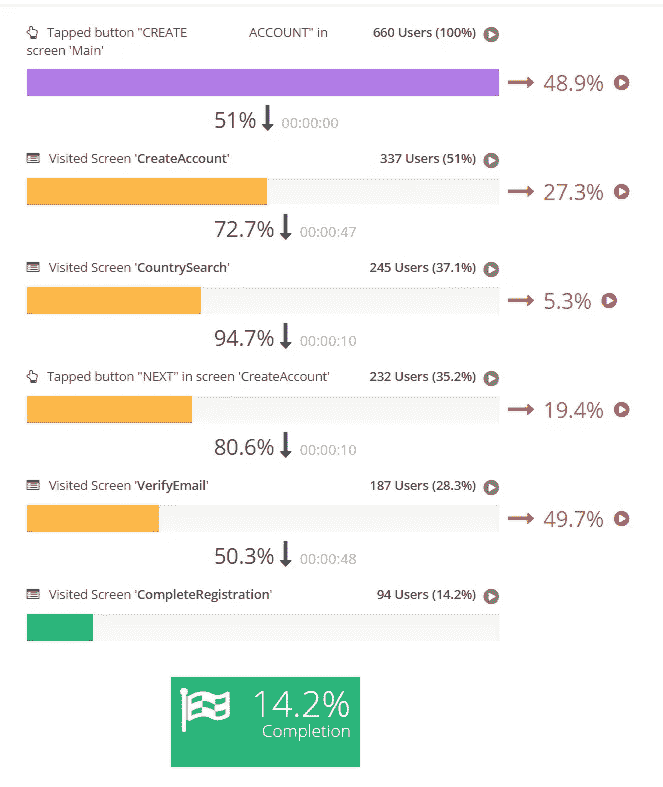 Tapped button "CREATE ACCOUNT" in 660 Users (100%)
screen 'Main'
48.9%
51% 00:00:00
Visited Screen 'CreateAccount' 337 Users (51%)
27.3%
72.7% 00:00:47
Visited Screen 'CountrySearch' 245 Users (37.1%)
5.3%
94.7% 00:00:10
Tapped button "NEXT" in screen 'CreateAccount' 232 Users (35.2%)
19.4%
80.6% 00:00:10
Visited Screen 'VerifyEmail' 187 Users (28.3%)
49.7%
50.3% 00:00:48
Visited Screen 'CompleteRegistration' 94 Users (14.2%)
14.2%
Completion